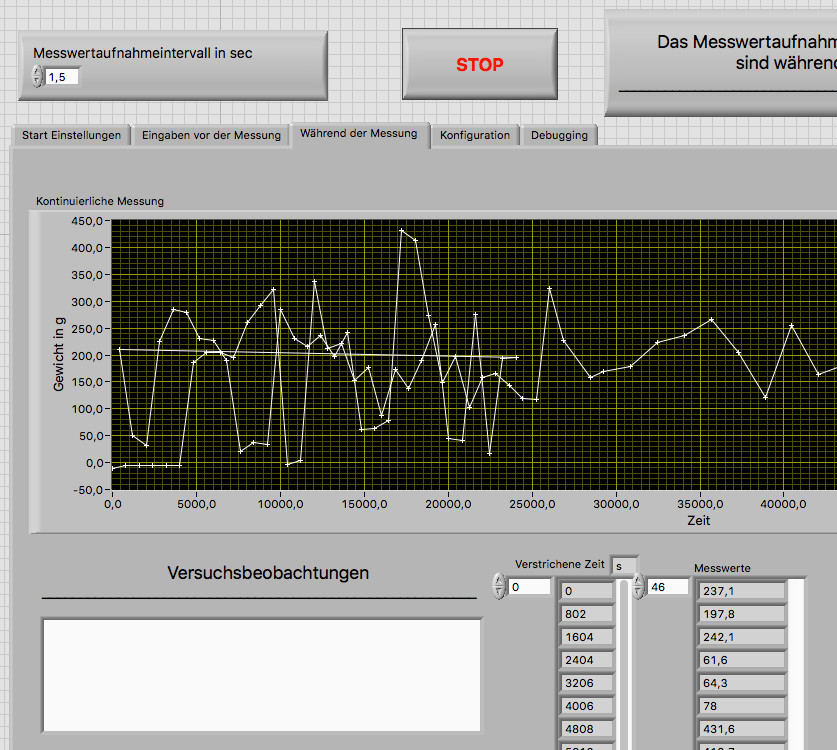 Messwertaufnahmeintervall in sec
1,5
STOP
Das Messwertaufnahm
sind während
Start Einstellungen
Eingaben vor der Messung
Während der Messung
Konfiguration
Debugging
Kontinuierliche Messung
450,0
400,0
350,0
300,0
250,0
200,0
150,0
100,0
50,0
0,0
-50,0
Gewicht in g
0,0
5000,0
10000,0
15000,0
20000,0
25000,0
30000,0
35000,0
40000,0
Zeit
Versuchsbeobachtungen
Verstrichene Zeit
s
Messwerte
0
46
0
802
1604
2404
3206
4006
4808
237,1
197,8
242,1
61,6
64,3
78
431,6